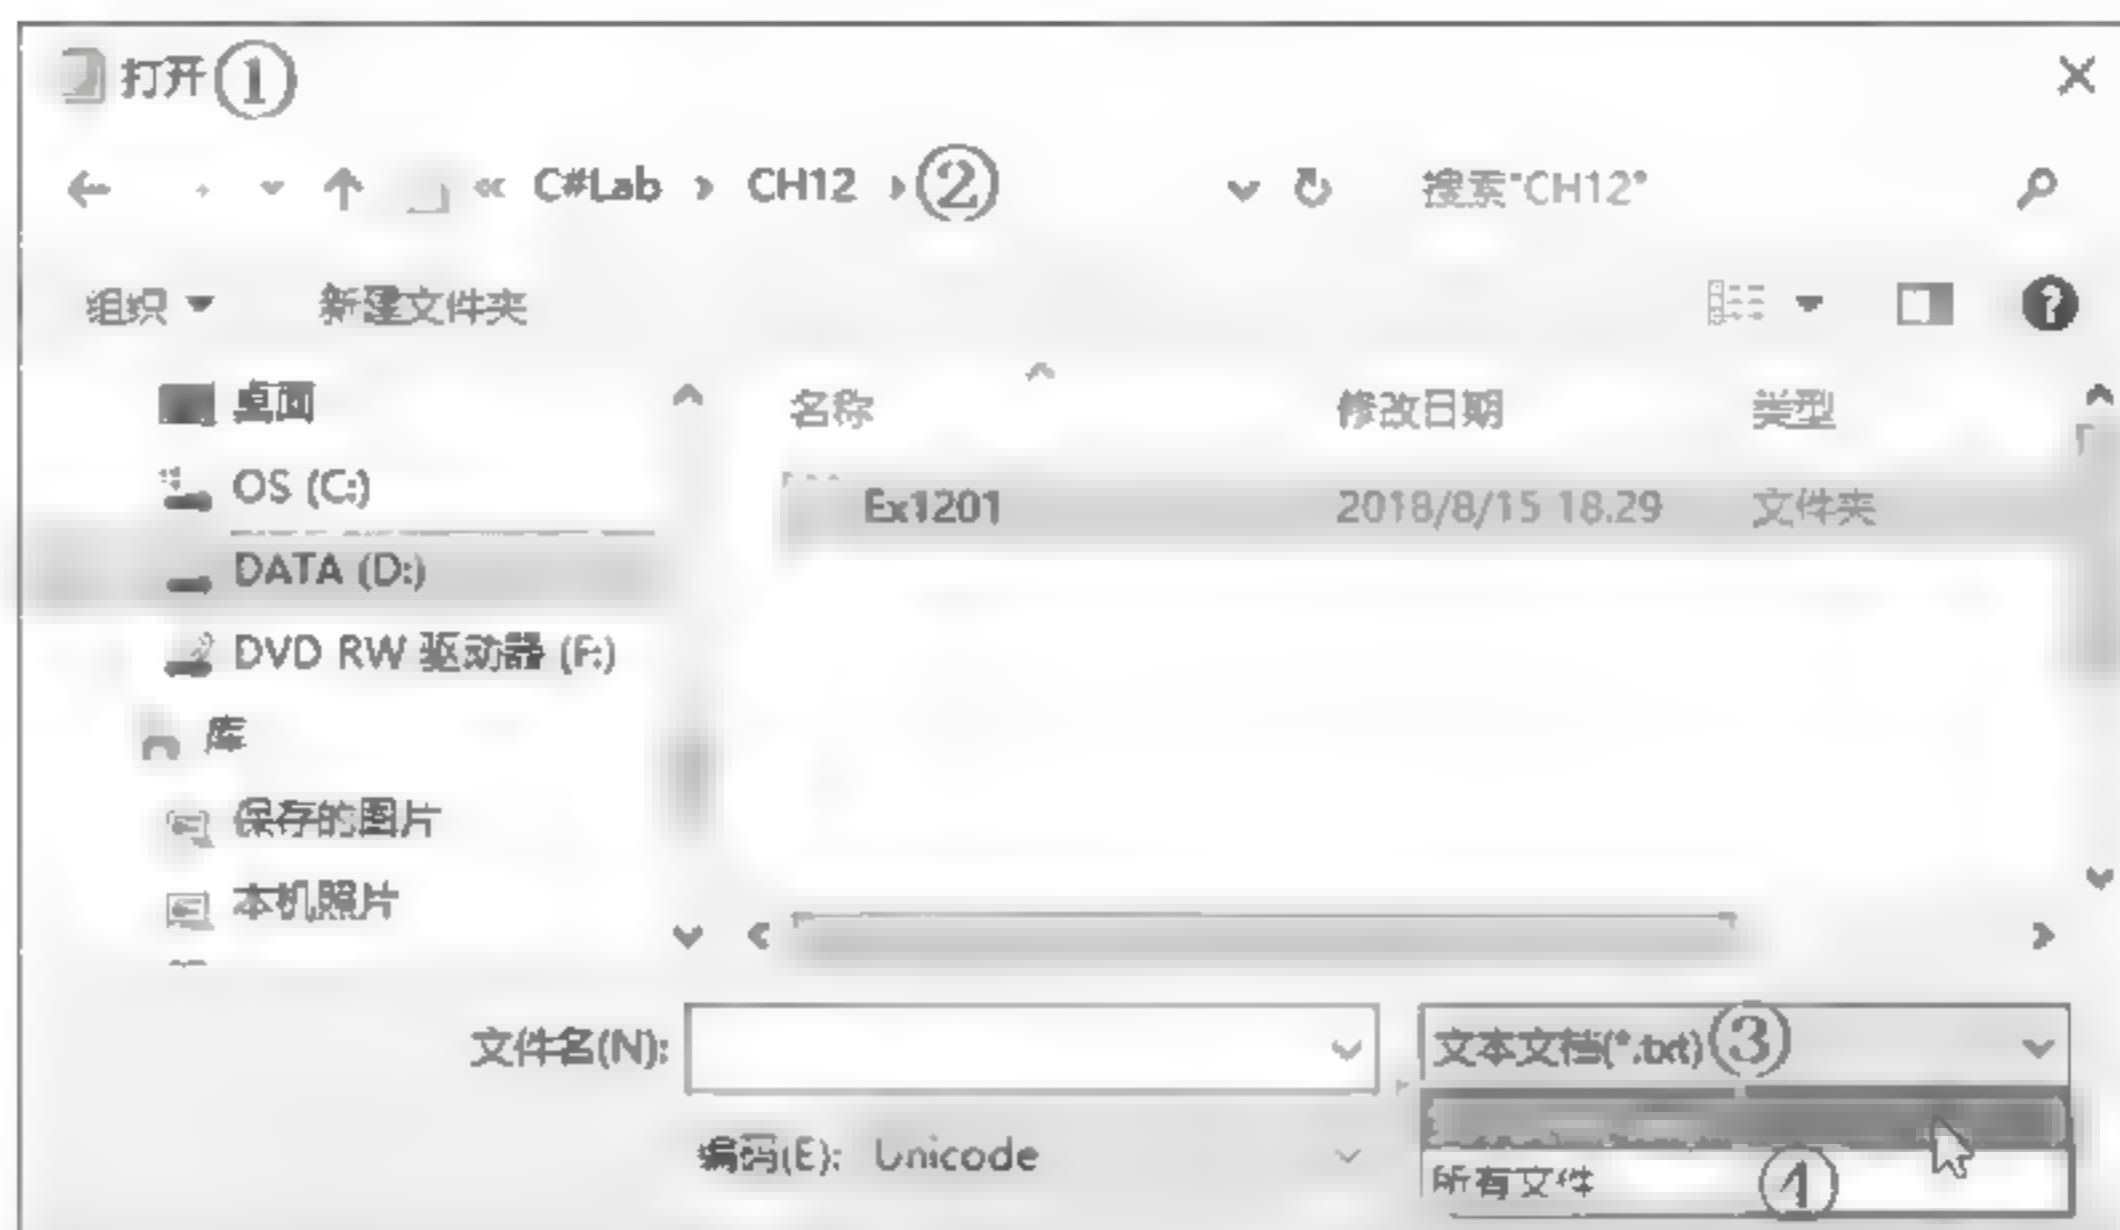 打开 ①
« C#Lab › CH12 › ② 搜索"CH12"
组织 新建文件夹
名称 修改日期 类型
桌面
OS (C:)
Ex1201 2018/8/15 18:29 文件夹
DATA (D:)
DVD RW 驱动器 (F:)
库
保存的图片
本机照片
文件名(N): 文本文档(*.txt) ③
编码(E): Unicode
所有文件 ④